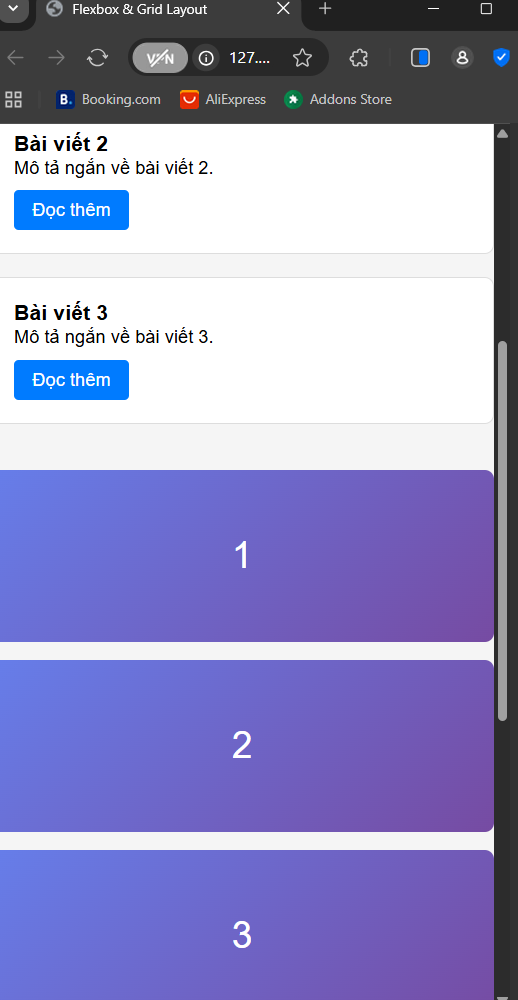 Flexbox & Grid Layout
VPN
127....
B. Booking.com
AliExpress
Addons Store
Bài viết 2
Mô tả ngắn về bài viết 2.
Đọc thêm
Bài viết 3
Mô tả ngắn về bài viết 3.
Đọc thêm
1
2
3